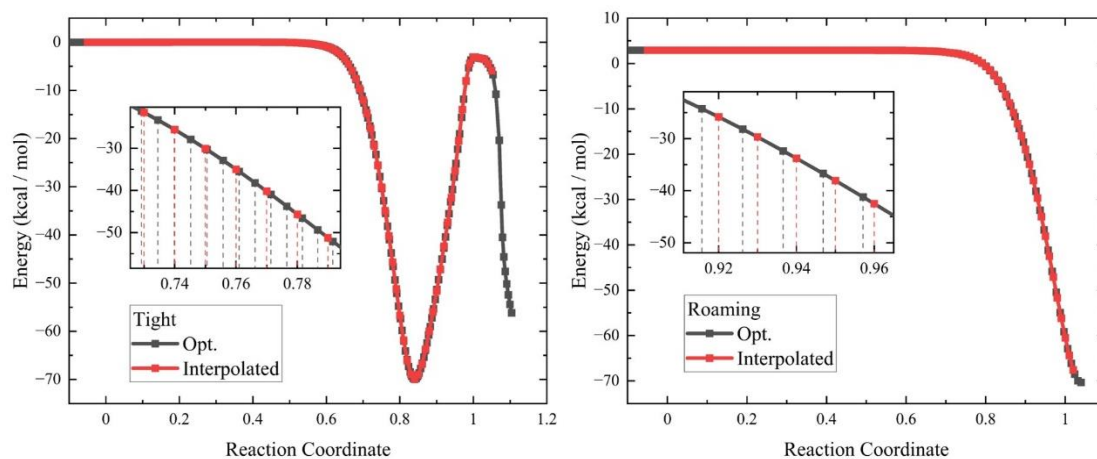 0
−10
−20
−30
−40
−50
−60
−70
Energy (kcal / mol)
−30
−40
−50
0.74 0.76 0.78
Tight
Opt.
Interpolated
0 0.2 0.4 0.6 0.8 1.0 1.2
Reaction Coordinate
10
0
−10
−20
−30
−40
−50
−60
−70
Energy (kcal / mol)
−30
−40
−50
0.92 0.94 0.96
Roaming
Opt.
Interpolated
0 0.2 0.4 0.6 0.8 1
Reaction Coordinate